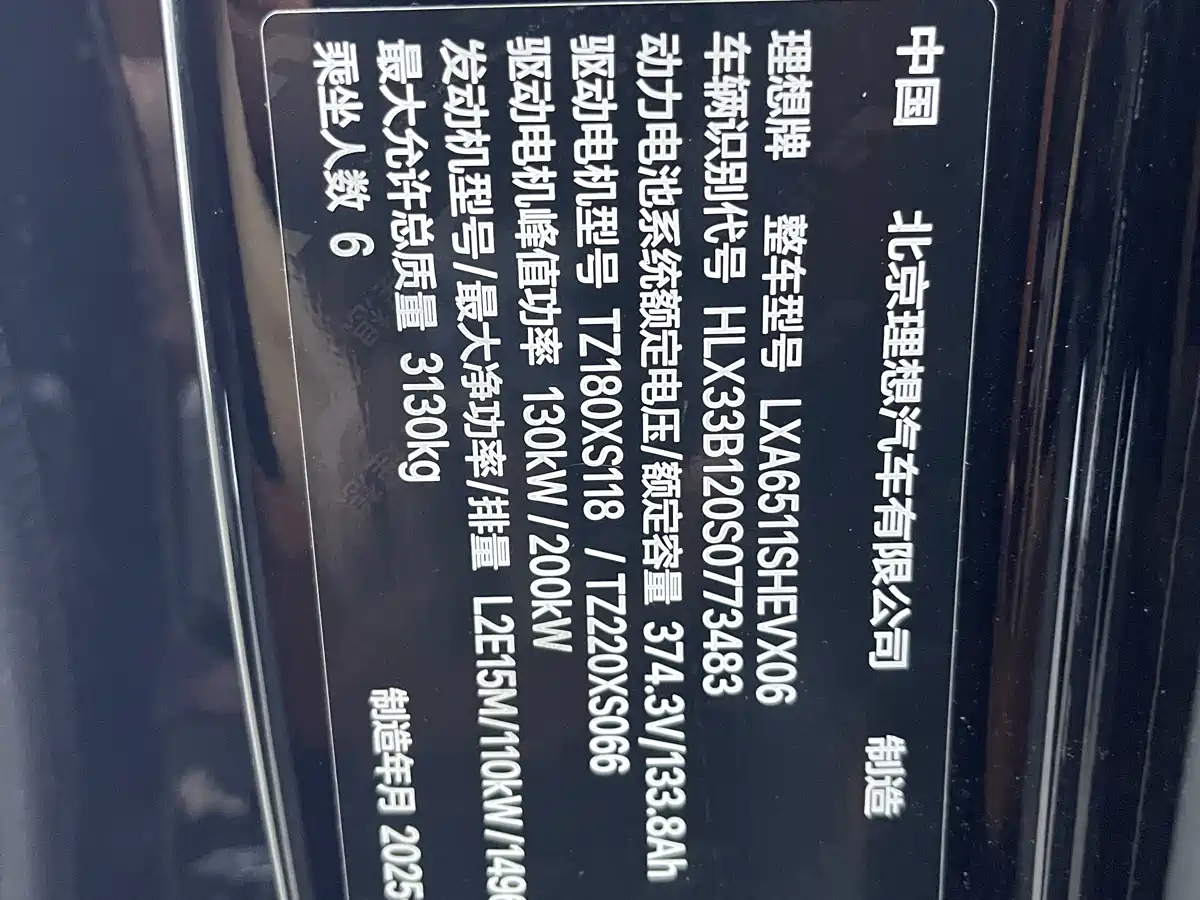 中国 北京理想汽车有限公司 制造
理想牌 整车型号 LXA6511SHEVX06
车辆识别代号 HLX33B120S0773483
动力电池系统额定电压/额定容量 374.3V/133.8Ah
驱动电机型号 TZ180XS118 /TZ220XS066
驱动电机峰值功率 130kW/200kW
发动机型号/最大净功率/排量 L2E15M/110kW/1496
最大允许总质量 3130kg
乘坐人数 6
制造年月 2025